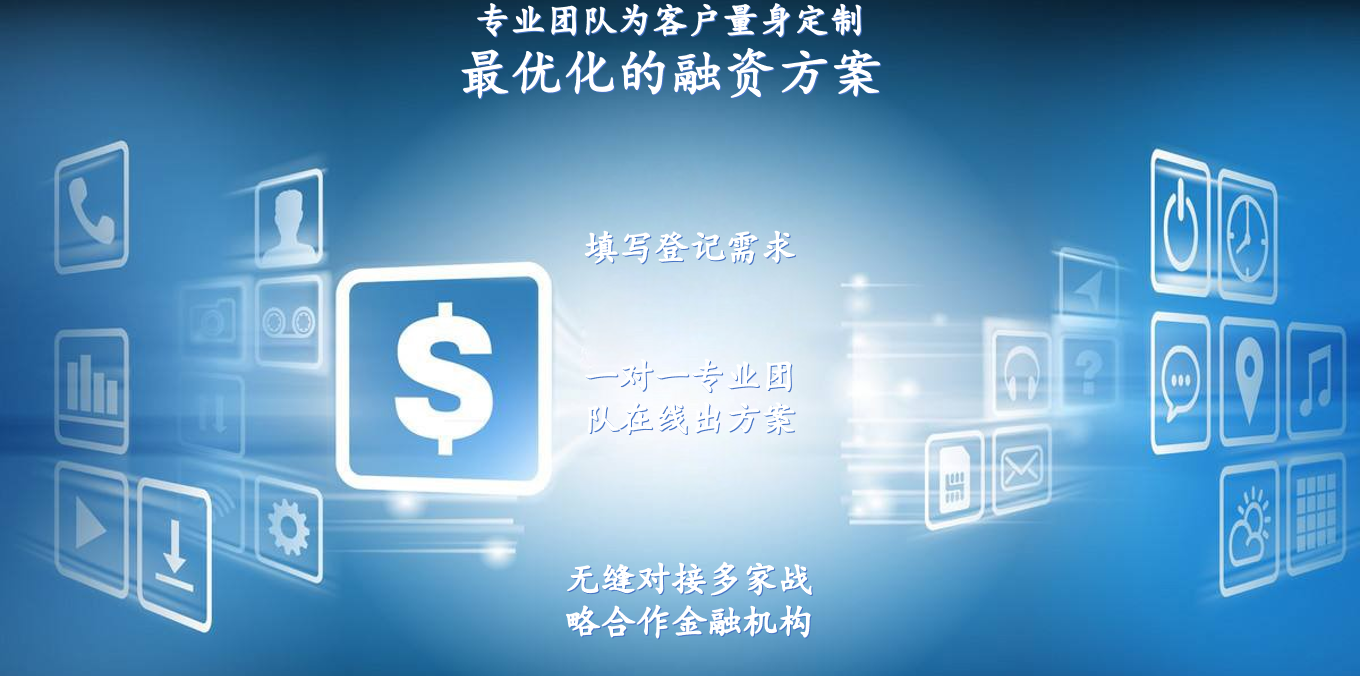 专业团队为客户量身定制
最优化的融资方案
填写登记需求
一对一专业团
队在线出方案
无缝对接多家战
略合作金融机构